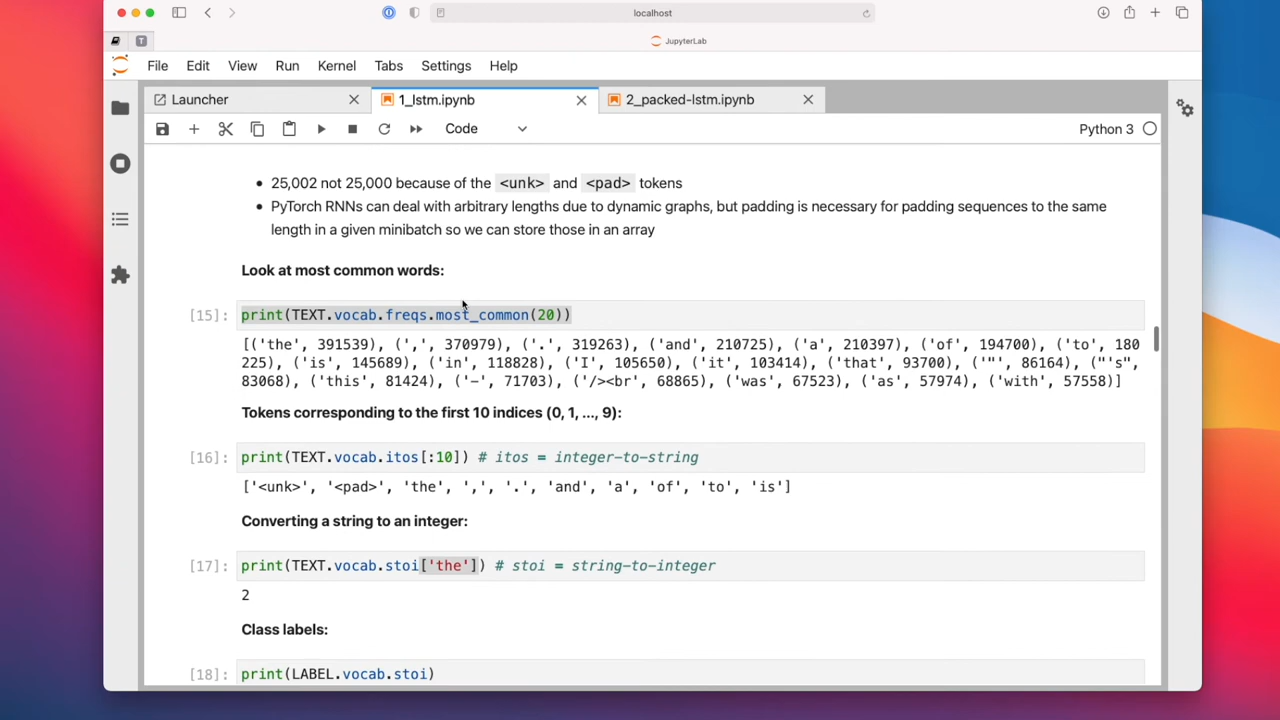 localhost
T
JupyterLab
File Edit View Run Kernel Tabs Settings Help
Launcher 1_lstm.ipynb 2_packed-lstm.ipynb
Code Python 3
• 25,002 not 25,000 because of the <unk> and <pad> tokens
• PyTorch RNNs can deal with arbitrary lengths due to dynamic graphs, but padding is necessary for padding sequences to the same
length in a given minibatch so we can store those in an array
Look at most common words:
[15]: print(TEXT.vocab.freqs.most_common(20))
[('the', 391539), (',', 370979), ('.', 319263), ('and', 210725), ('a', 210397), ('of', 194700), ('to', 180
225), ('is', 145689), ('in', 118828), ('I', 105650), ('it', 103414), ('that', 93700), ('"', 86164), ("'s",
83068), ('this', 81424), ('-', 71703), ('/><br', 68865), ('was', 67523), ('as', 57974), ('with', 57558)]
Tokens corresponding to the first 10 indices (0, 1, ..., 9):
[16]: print(TEXT.vocab.itos[:10]) # itos = integer-to-string
['<unk>', '<pad>', 'the', ',', '.', 'and', 'a', 'of', 'to', 'is']
Converting a string to an integer:
[17]: print(TEXT.vocab.stoi['the']) # stoi = string-to-integer
2
Class labels:
[18]: print(LABEL.vocab.stoi)